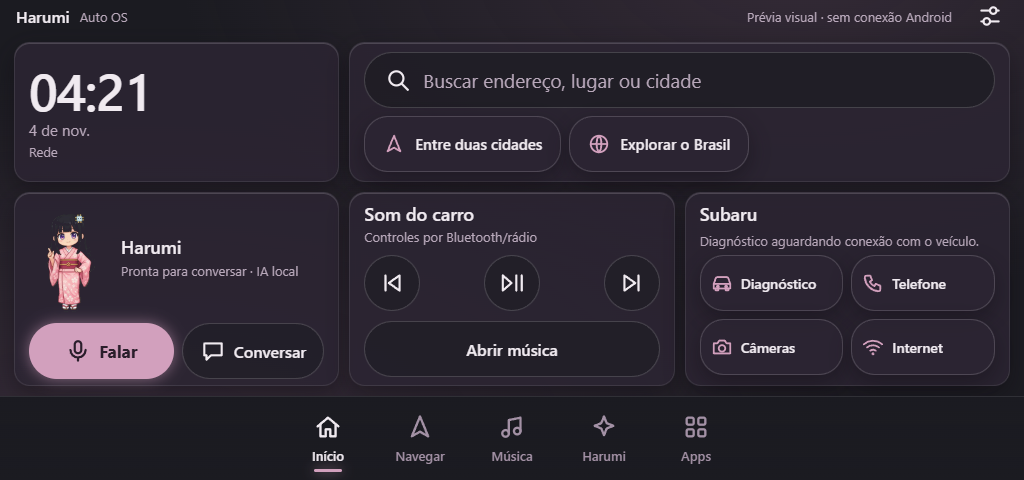 Harumi Auto OS
Prévia visual · sem conexão Android
04:21
4 de nov.
Rede
Buscar endereço, lugar ou cidade
Entre duas cidades
Explorar o Brasil
Harumi
Pronta para conversar · IA local
Falar
Conversar
Som do carro
Controles por Bluetooth/rádio
Abrir música
Subaru
Diagnóstico aguardando conexão com o veículo.
Diagnóstico
Telefone
Câmeras
Internet
Início
Navegar
Música
Harumi
Apps